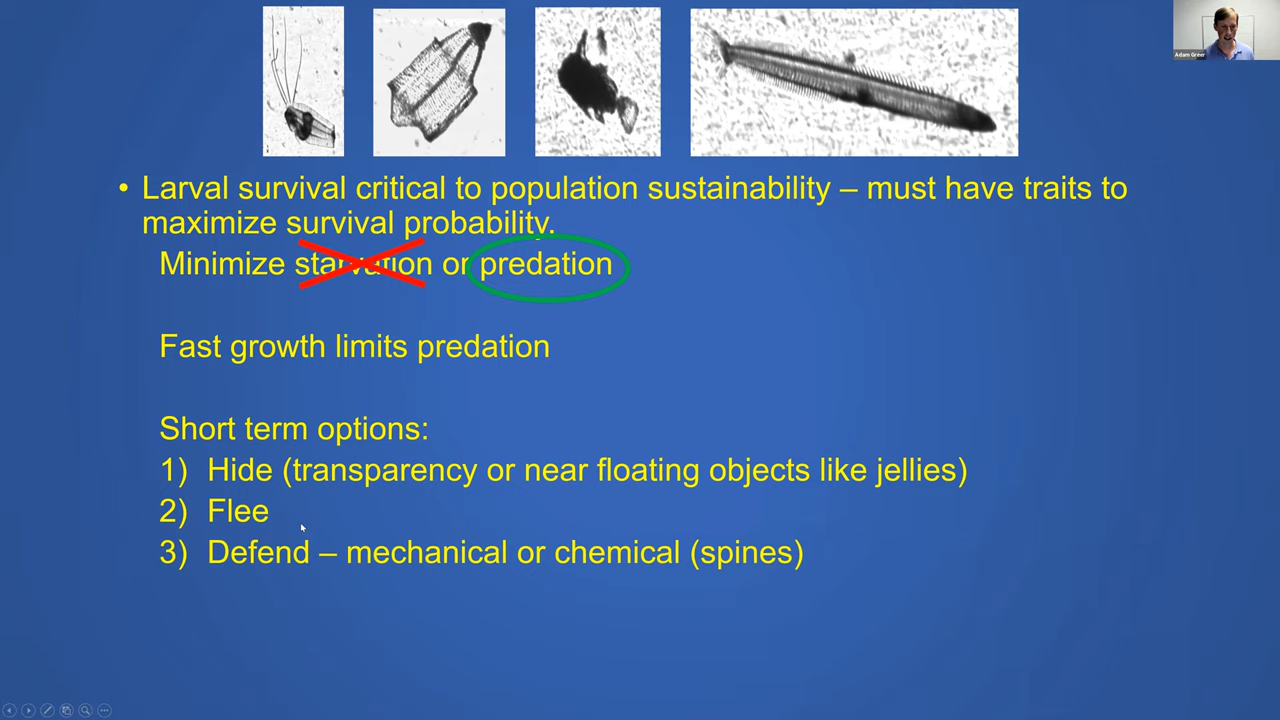 Adam Greer
• Larval survival critical to population sustainability – must have traits to
maximize survival probability.
Minimize starvation or predation
Fast growth limits predation
Short term options:
1) Hide (transparency or near floating objects like jellies)
2) Flee
3) Defend – mechanical or chemical (spines)